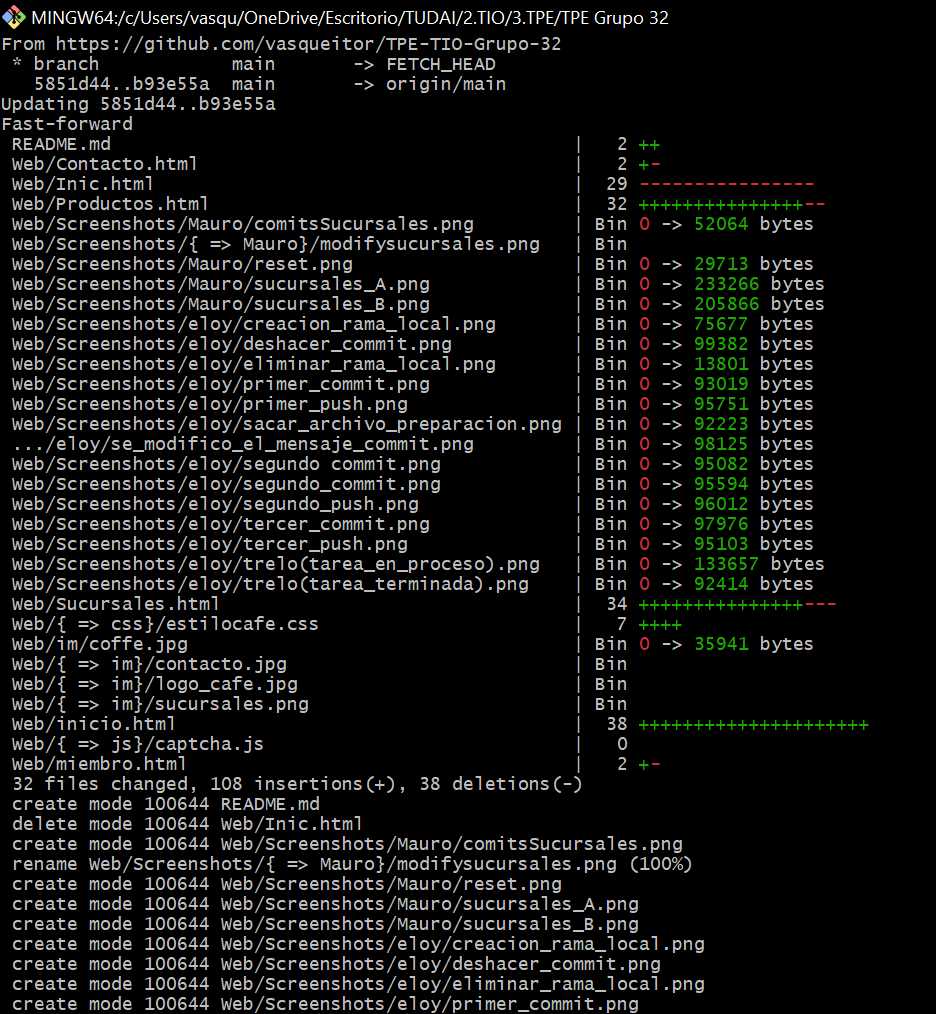 MINGW64:/c/Users/vasqu/OneDrive/Escritorio/TUDAI/2.TIO/3.TPE/TPE Grupo 32
From https://github.com/vasqueitor/TPE-TIO-Grupo-32
 * branch            main       -> FETCH_HEAD
   5851d44..b93e55a  main       -> origin/main
Updating 5851d44..b93e55a
Fast-forward
 README.md                                          |   2 ++
 Web/Contacto.html                                  |   2 +-
 Web/Inic.html                                      |  29 ----------------
 Web/Productos.html                                 |  32 +++++++++++++++--
 Web/Screenshots/Mauro/comitsSucursales.png         | Bin 0 -> 52064 bytes
 Web/Screenshots/{ => Mauro}/modifysucursales.png   | Bin
 Web/Screenshots/Mauro/reset.png                    | Bin 0 -> 29713 bytes
 Web/Screenshots/Mauro/sucursales_A.png             | Bin 0 -> 233266 bytes
 Web/Screenshots/Mauro/sucursales_B.png             | Bin 0 -> 205866 bytes
 Web/Screenshots/eloy/creacion_rama_local.png       | Bin 0 -> 75677 bytes
 Web/Screenshots/eloy/deshacer_commit.png           | Bin 0 -> 99382 bytes
 Web/Screenshots/eloy/eliminar_rama_local.png       | Bin 0 -> 13801 bytes
 Web/Screenshots/eloy/primer_commit.png             | Bin 0 -> 93019 bytes
 Web/Screenshots/eloy/primer_push.png               | Bin 0 -> 95751 bytes
 Web/Screenshots/eloy/sacar_archivo_preparacion.png | Bin 0 -> 92223 bytes
 .../eloy/se_modifico_el_mensaje_commit.png         | Bin 0 -> 98125 bytes
 Web/Screenshots/eloy/segundo commit.png            | Bin 0 -> 95082 bytes
 Web/Screenshots/eloy/segundo_commit.png            | Bin 0 -> 95594 bytes
 Web/Screenshots/eloy/segundo_push.png              | Bin 0 -> 96012 bytes
 Web/Screenshots/eloy/tercer_commit.png             | Bin 0 -> 97976 bytes
 Web/Screenshots/eloy/tercer_push.png               | Bin 0 -> 95103 bytes
 Web/Screenshots/eloy/trelo(tarea_en_proceso).png   | Bin 0 -> 133657 bytes
 Web/Screenshots/eloy/trelo(tarea_terminada).png    | Bin 0 -> 92414 bytes
 Web/Sucursales.html                                |  34 +++++++++++++++---
 Web/{ => css}/estilocafe.css                       |   7 ++++
 Web/im/coffe.jpg                                   | Bin 0 -> 35941 bytes
 Web/{ => im}/contacto.jpg                          | Bin
 Web/{ => im}/logo_cafe.jpg                         | Bin
 Web/{ => im}/sucursales.png                        | Bin
 Web/inicio.html                                    |  38 +++++++++++++++++++++
 Web/{ => js}/captcha.js                            |   0
 Web/miembro.html                                   |   2 +-
 32 files changed, 108 insertions(+), 38 deletions(-)
 create mode 100644 README.md
 delete mode 100644 Web/Inic.html
 create mode 100644 Web/Screenshots/Mauro/comitsSucursales.png
 rename Web/Screenshots/{ => Mauro}/modifysucursales.png (100%)
 create mode 100644 Web/Screenshots/Mauro/reset.png
 create mode 100644 Web/Screenshots/Mauro/sucursales_A.png
 create mode 100644 Web/Screenshots/Mauro/sucursales_B.png
 create mode 100644 Web/Screenshots/eloy/creacion_rama_local.png
 create mode 100644 Web/Screenshots/eloy/deshacer_commit.png
 create mode 100644 Web/Screenshots/eloy/eliminar_rama_local.png
 create mode 100644 Web/Screenshots/eloy/primer_commit.png